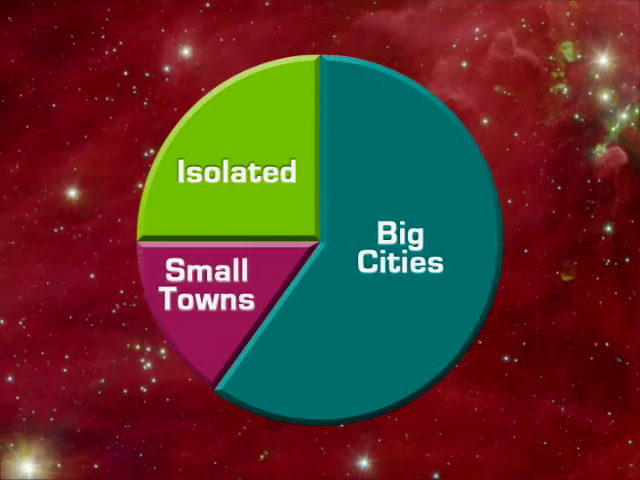 Isolated
Big
Cities
Small
Towns